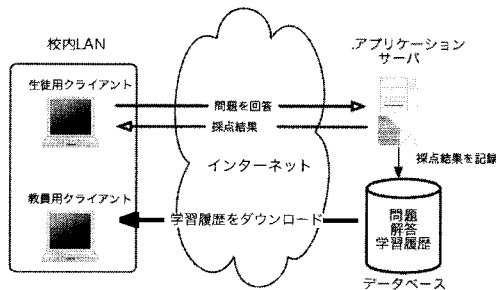 校内LAN
生徒用クライアント
教員用クライアント
問題を回答
採点結果
インターネット
学習履歴をダウンロード
.アプリケーション
サーバ
採点結果を記録
問題
解答
学習履歴
データベース